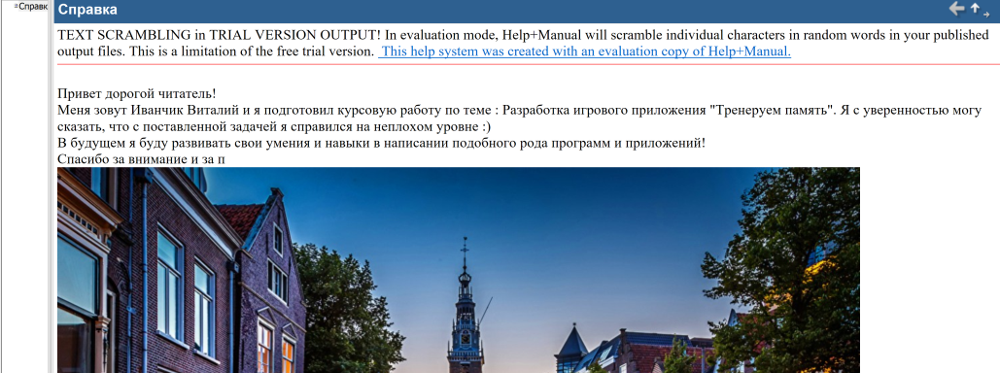 Справк
Справка
TEXT SCRAMBLING in TRIAL VERSION OUTPUT! In evaluation mode, Help+Manual will scramble individual characters in random words in your published
output files. This is a limitation of the free trial version. This help system was created with an evaluation copy of Help+Manual.
Привет дорогой читатель!
Меня зовут Иванчик Виталий и я подготовил курсовую работу по теме : Разработка игрового приложения "Тренируем память". Я с уверенностью могу
сказать, что с поставленной задачей я справился на неплохом уровне :)
В будущем я буду развивать свои умения и навыки в написании подобного рода программ и приложений!
Спасибо за внимание и за п